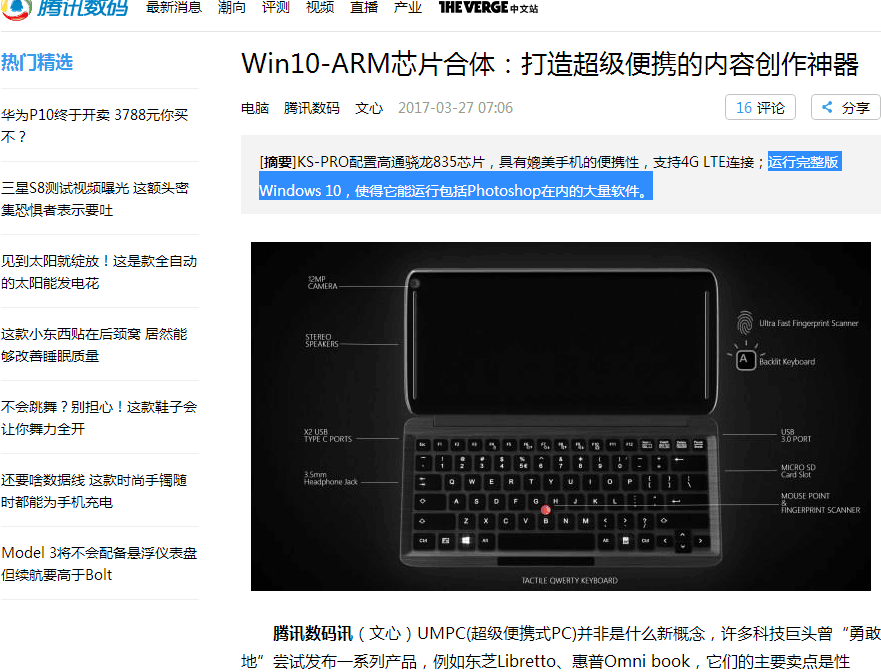 腾讯数码 最新消息 潮向 评测 视频 直播 产业 THE VERGE 中文站
热门精选
华为P10终于开卖 3788元你买
不？
三星S8测试视频曝光 这额头密
集恐惧者表示要吐
见到太阳就绽放！这是款全自动
的太阳能发电花
这款小东西贴在后颈窝 居然能
够改善睡眠质量
不会跳舞？别担心！这款鞋子会
让你舞力全开
还要啥数据线 这款时尚手镯随
时都能为手机充电
Model 3将不会配备悬浮仪表盘
但续航要高于Bolt
Win10-ARM芯片合体：打造超级便携的内容创作神器
电脑 腾讯数码 文心 2017-03-27 07:06 16 评论 分享
[摘要]KS-PRO配置高通骁龙835芯片，具有媲美手机的便携性，支持4G LTE连接；运行完整版
Windows 10，使得它能运行包括Photoshop在内的大量软件。
12MP
CAMERA
STEREO
SPEAKERS
Ultra Fast Fingerprint Scanner
A
Backlit Keyboard
X2 USB
TYPE C PORTS
3.5mm
Headphone Jack
USB
3.0 PORT
MICRO SD
Card Slot
MOUSE POINT
&
FINGERPRINT SCANNER
Q W E R T Y U I O P
A S D F G H J K L
Z X C V B N M
TACTILE QWERTY KEYBOARD
腾讯数码讯（文心）UMPC(超级便携式PC)并非是什么新概念，许多科技巨头曾“勇敢
地”尝试发布一系列产品，例如东芝Libretto、惠普Omni book，它们的主要卖点是性